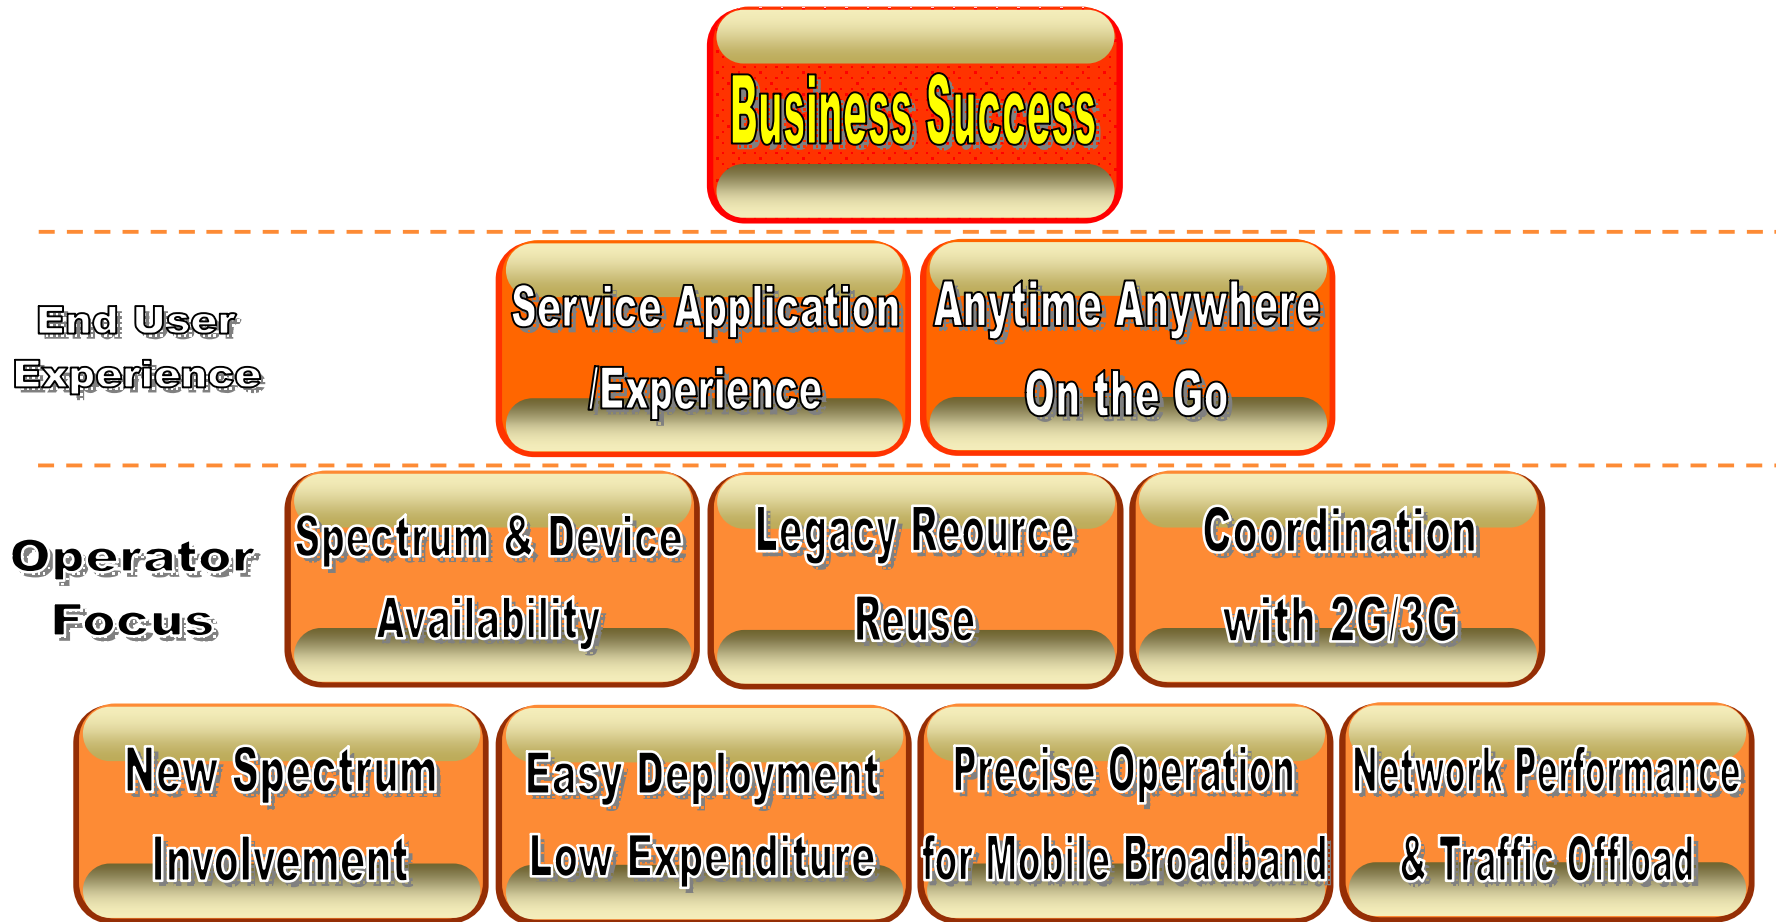 Business Success
End User
Experience
Service Application
/Experience
Anytime Anywhere
On the Go
Operator
Focus
Spectrum & Device
Availability
Legacy Reource
Reuse
Coordination
with 2G/3G
New Spectrum
Involvement
Easy Deployment
Low Expenditure
Precise Operation
for Mobile Broadband
Network Performance
& Traffic Offload